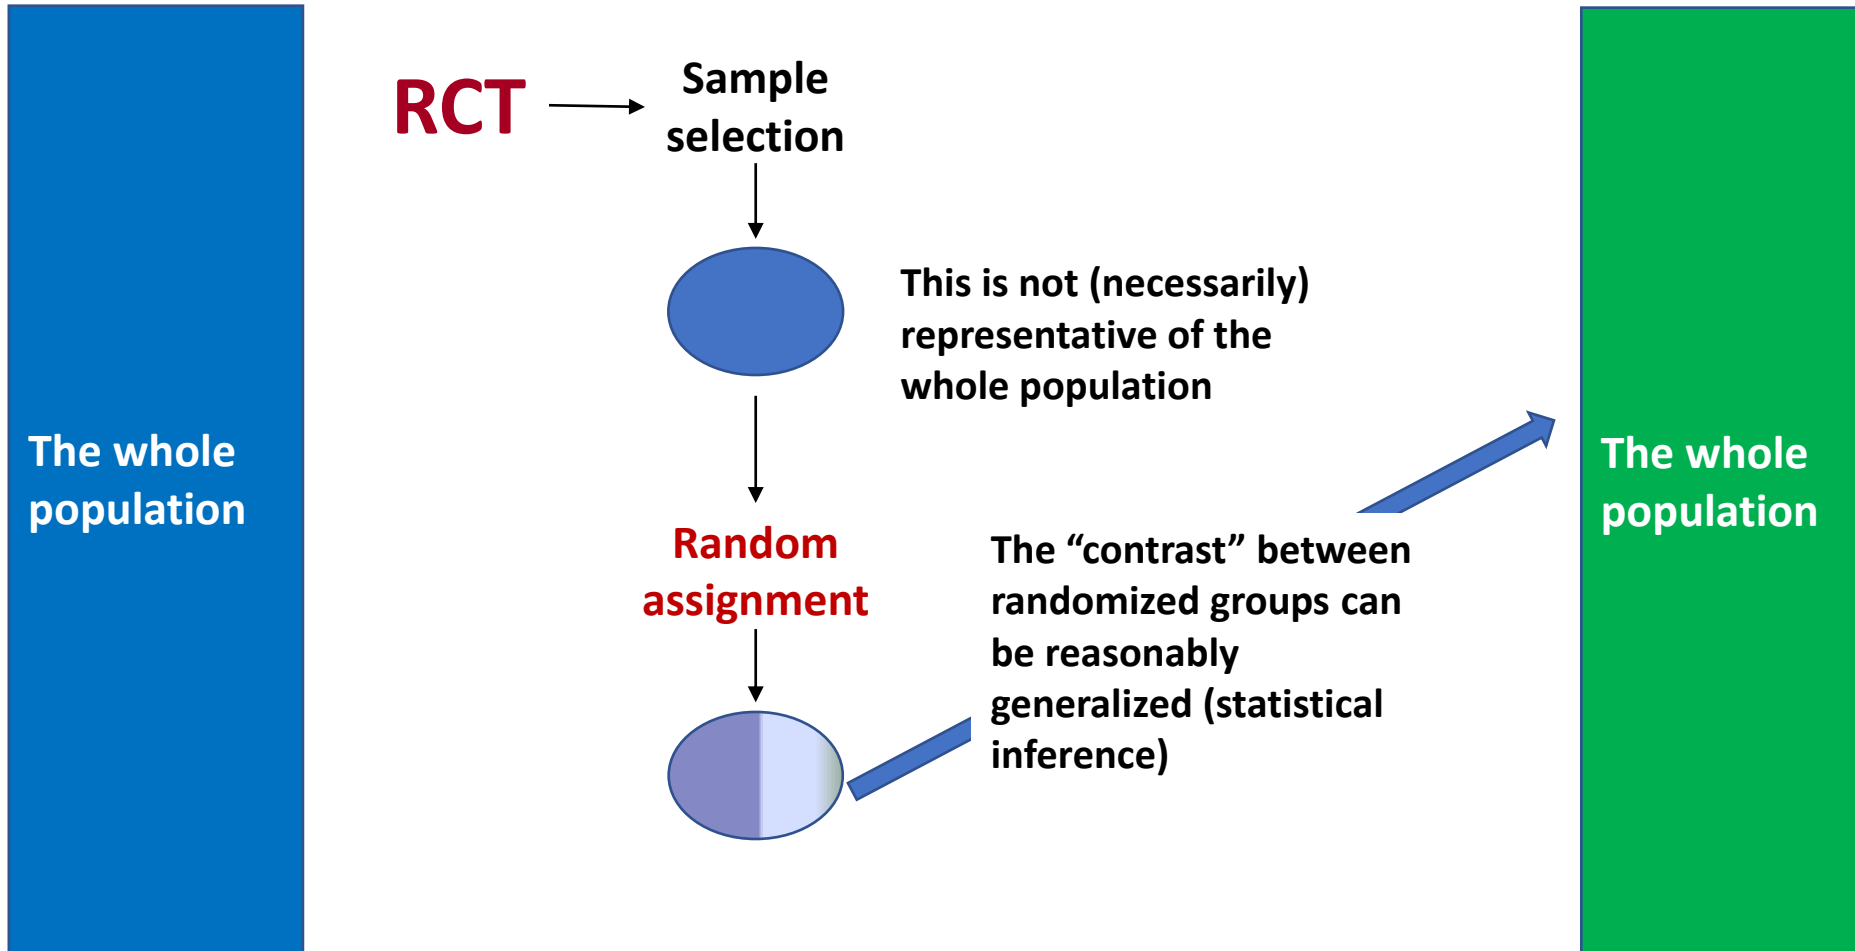 The whole
population
RCT
Sample
selection
This is not (necessarily)
representative of the
whole population
Random
assignment
The “contrast” between
randomized groups can
be reasonably
generalized (statistical
inference)
The whole
population